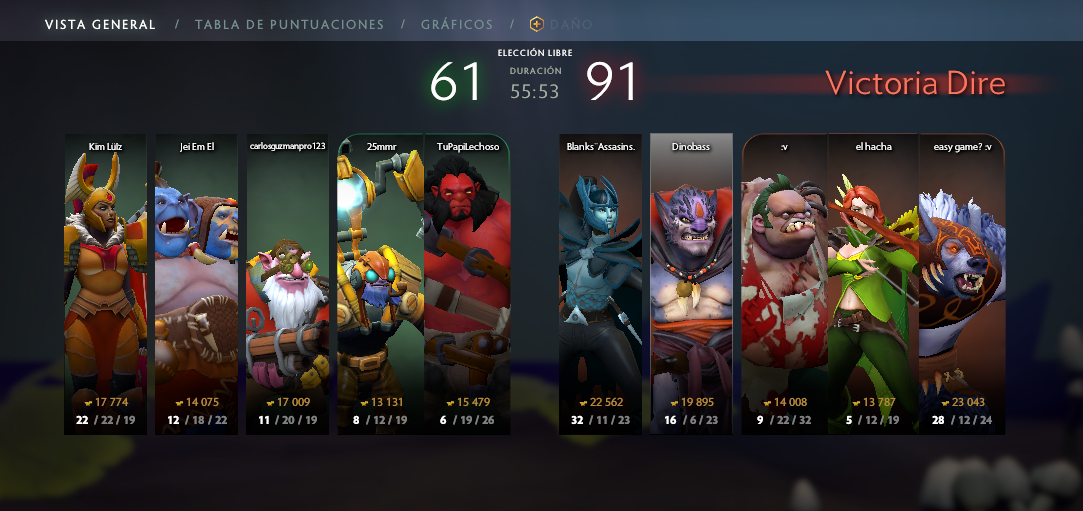 VISTA GENERAL / TABLA DE PUNTUACIONES / GRÁFICOS / DAÑO
ELECCIÓN LIBRE
61 DURACIÓN 91 Victoria Dire
55:53
Kim Lülz Jei Em El carlosguzmanpro123 25mmr TuPapiLechoso Blanks~Assasins. Dinobass :v el hacha easy game? :v
17 774 14 075 17 009 13 131 15 479 22 562 19 895 14 008 13 787 23 043
22 / 22 / 19 12 / 18 / 22 11 / 20 / 19 8 / 12 / 19 6 / 19 / 26 32 / 11 / 23 16 / 6 / 23 9 / 22 / 32 5 / 12 / 19 28 / 12 / 24